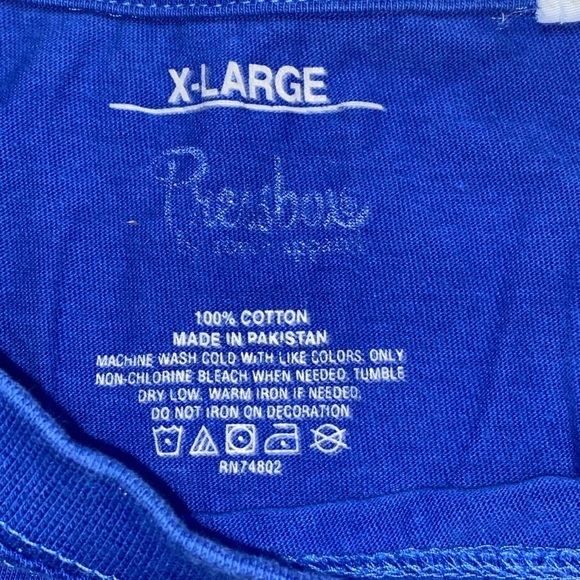 X-LARGE
Pressbox
100% COTTON
MADE IN PAKISTAN
MACHINE WASH COLD WITH LIKE COLORS. ONLY
NON-CHLORINE BLEACH WHEN NEEDED. TUMBLE
DRY LOW. WARM IRON IF NEEDED.
DO NOT IRON ON DECORATION
RN74802